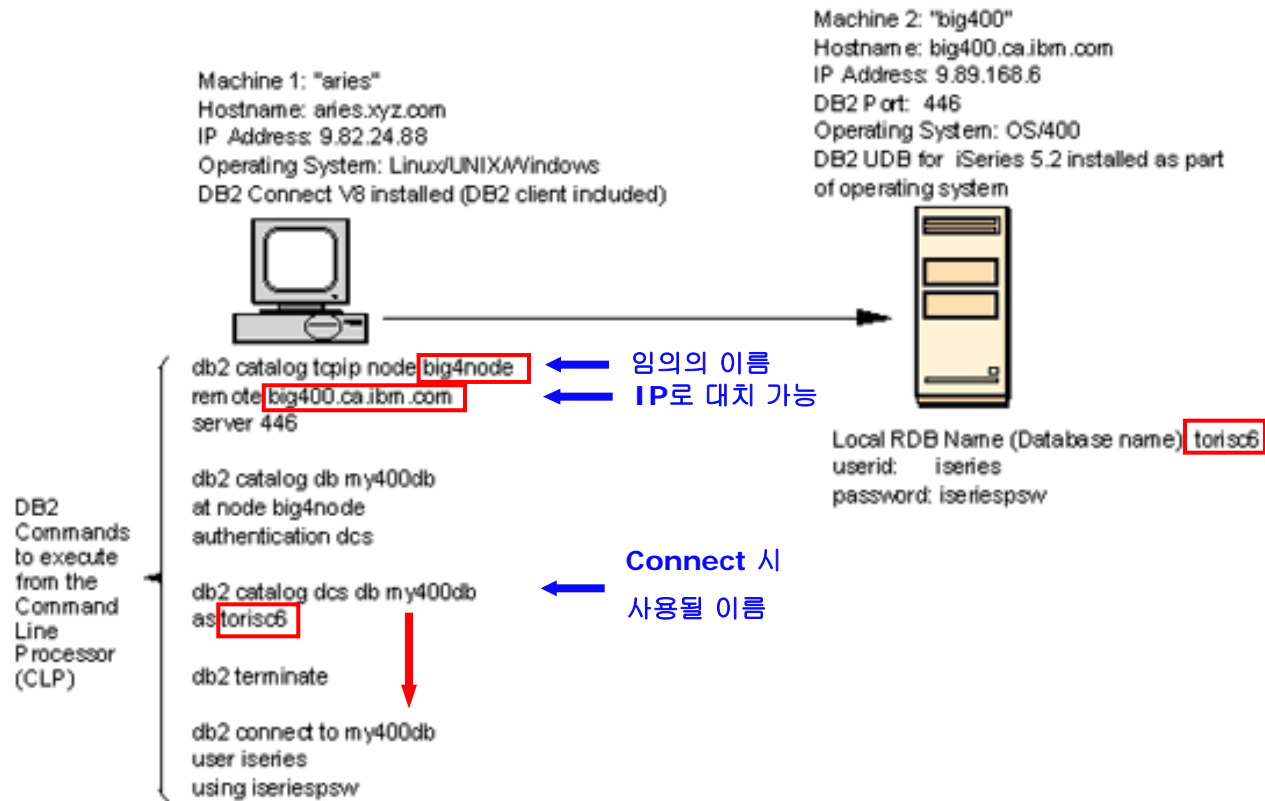 Machine 1: "aries"
Hostname: aries.xyz.com
IP Address: 9.82.24.88
Operating System: Linux/UNIX/Windows
DB2 Connect V8 installed (DB2 client included)
Machine 2: "big400"
Hostname: big400.ca.ibm.com
IP Address: 9.89.168.6
DB2 Port: 446
Operating System: OS/400
DB2 UDB for iSeries 5.2 installed as part
of operating system
DB2
Commands
to execute
from the
Command
Line
Processor
(CLP)
db2 catalog tcpip node big4node
remote big400.ca.ibm.com
server 446
db2 catalog db my400db
at node big4node
authentication dcs
db2 catalog dcs db my400db
as torisc6
db2 terminate
db2 connect to my400db
user iseries
using iseriespsw
임의의 이름
IP로 대치 가능
Connect 시
사용될 이름
Local RDB Name (Database name) torisc6
userid: iseries
password: iseriespsw